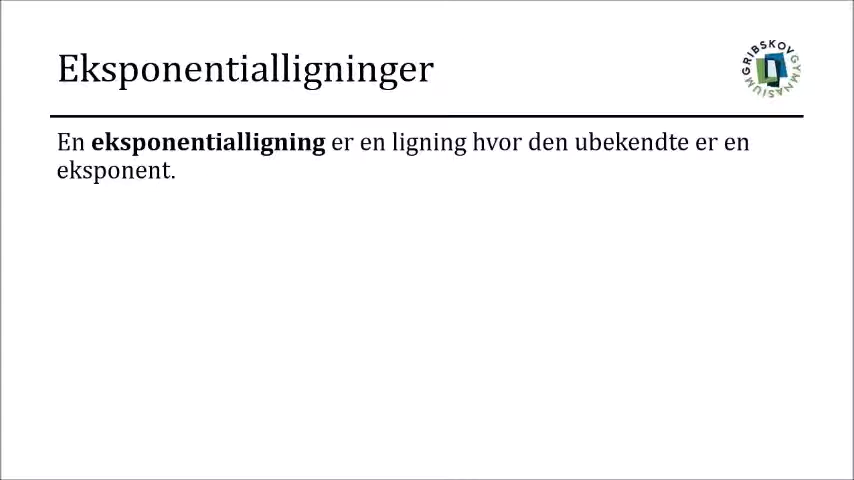 Eksponentialligninger
GRIBSKOV GYMNASIUM
En eksponentialligning er en ligning hvor den ubekendte er en
eksponent.